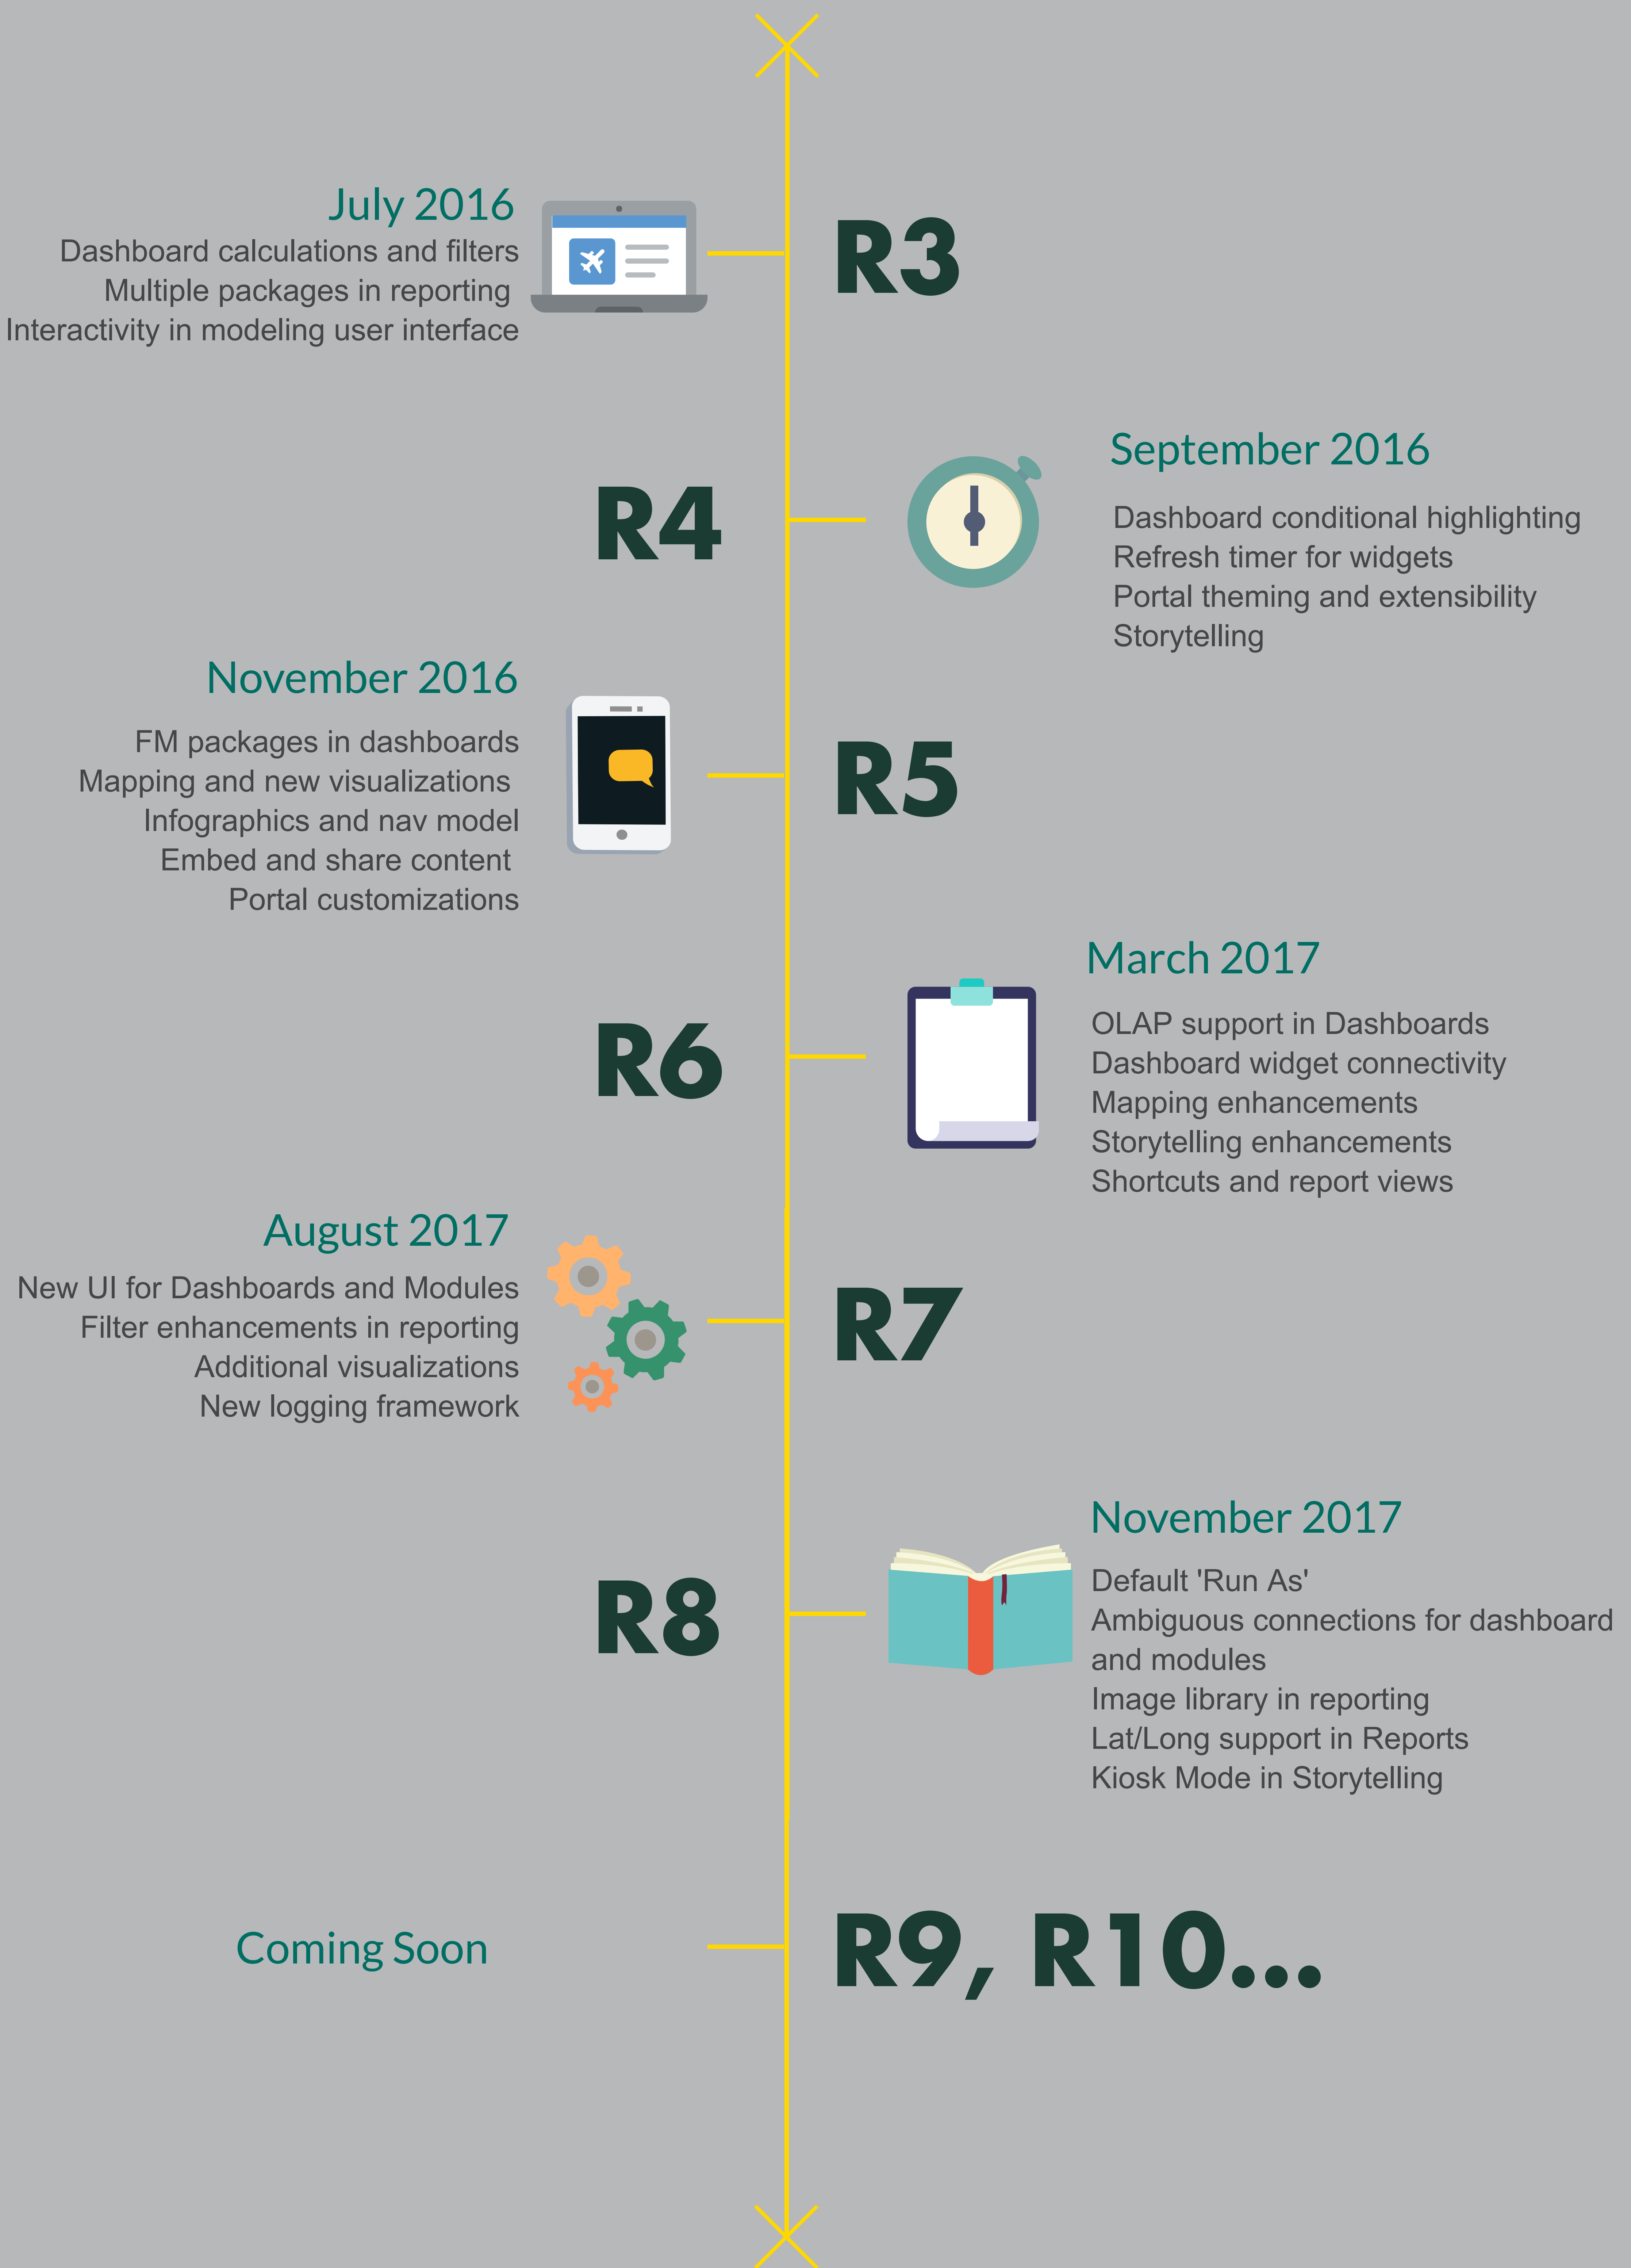 July 2016
Dashboard calculations and filters
Multiple packages in reporting
Interactivity in modeling user interface
R3
R4
September 2016
Dashboard conditional highlighting
Refresh timer for widgets
Portal theming and extensibility
Storytelling
November 2016
FM packages in dashboards
Mapping and new visualizations
Infographics and nav model
Embed and share content
Portal customizations
R5
R6
March 2017
OLAP support in Dashboards
Dashboard widget connectivity
Mapping enhancements
Storytelling enhancements
Shortcuts and report views
August 2017
New UI for Dashboards and Modules
Filter enhancements in reporting
Additional visualizations
New logging framework
R7
R8
November 2017
Default 'Run As'
Ambiguous connections for dashboard
and modules
Image library in reporting
Lat/Long support in Reports
Kiosk Mode in Storytelling
Coming Soon
R9, R10...